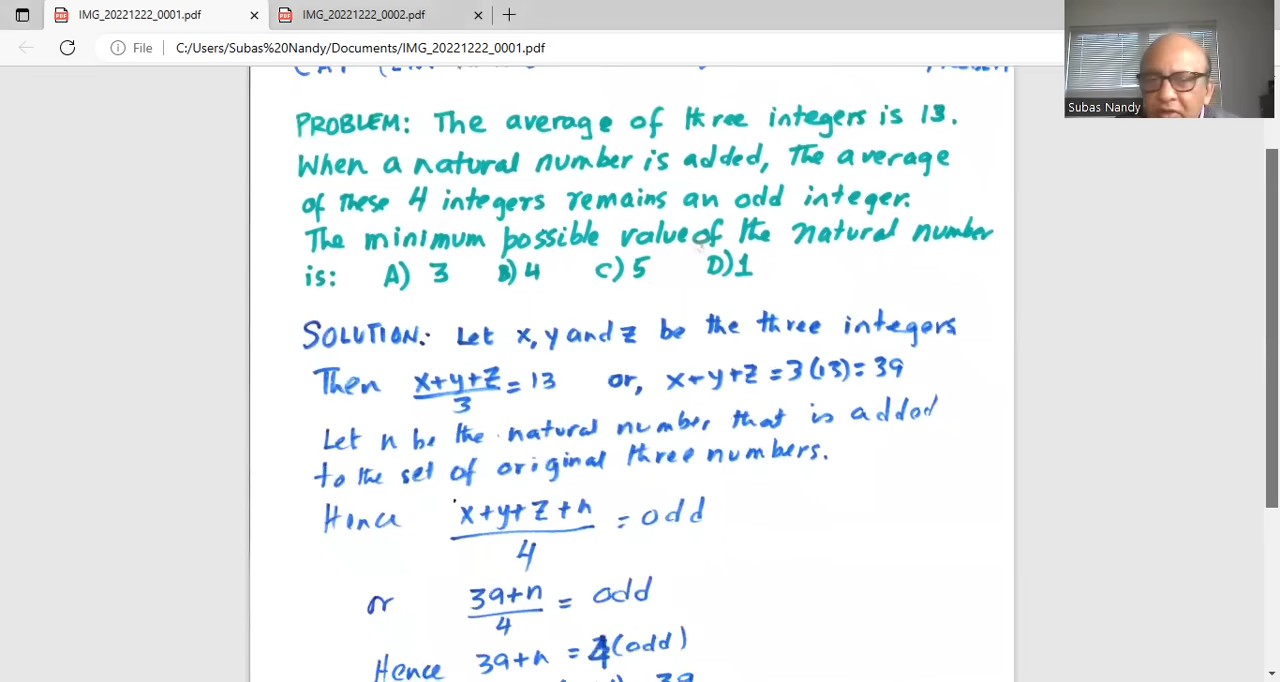 IMG_20221222_0001.pdf
IMG_20221222_0002.pdf
File
C:/Users/Subas%20Nandy/Documents/IMG_20221222_0001.pdf
Subas Nandy
PROBLEM: The average of three integers is 13.
When a natural number is added, The average
of These 4 integers remains an odd integer.
The minimum possible value of the natural number
is: A) 3 B) 4 C) 5 D) 1
SOLUTION: Let x, y and z be the three integers
Then x+y+z/3 = 13 or, x+y+z = 3(13) = 39
Let n be the natural number that is added
to the set of original three numbers.
Hence x+y+z+n/4 = odd
or 39+n/4 = odd
Hence 39+n = 4(odd)
39